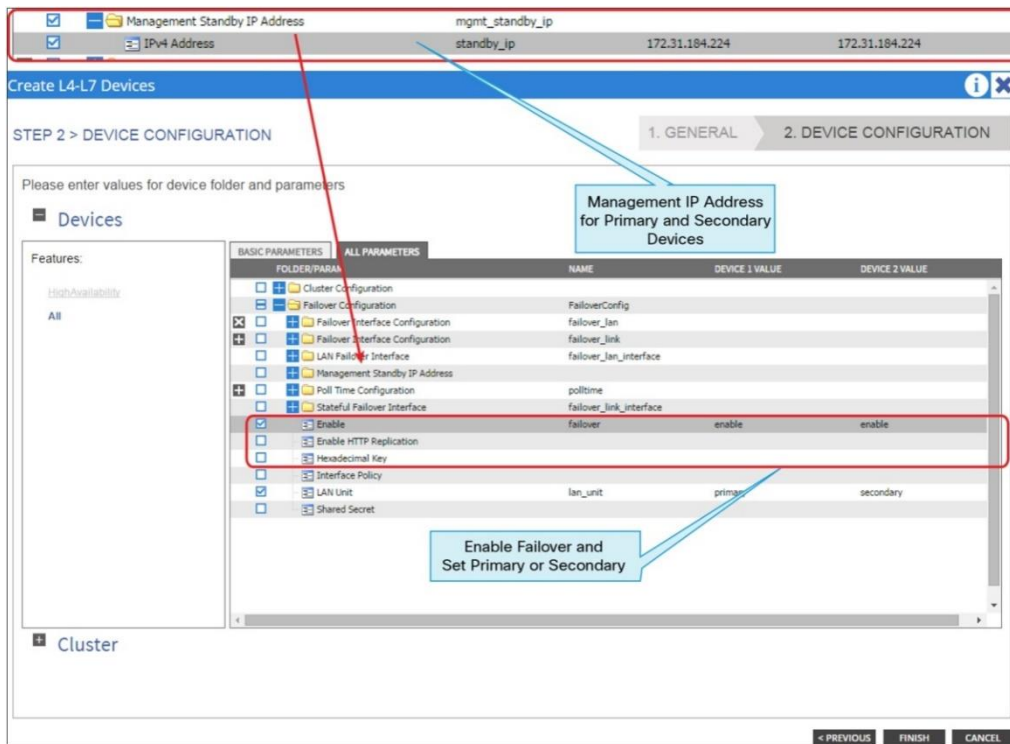 Management Standby IP Address mgmt_standby_ip
IPv4 Address standby_ip 172.31.184.224 172.31.184.224
Create L4-L7 Devices
STEP 2 > DEVICE CONFIGURATION 1. GENERAL 2. DEVICE CONFIGURATION
Please enter values for device folder and parameters
Management IP Address
for Primary and Secondary
Devices
Devices
Features:
HighAvailability
All
BASIC PARAMETERS ALL PARAMETERS
FOLDER/PARAM NAME DEVICE 1 VALUE DEVICE 2 VALUE
Cluster Configuration
Failover Configuration FailoverConfig
Failover Interface Configuration failover_lan
Failover Interface Configuration failover_link
LAN Failover Interface failover_lan_interface
Management Standby IP Address
Poll Time Configuration polltime
Stateful Failover Interface failover_link_interface
Enable failover enable enable
Enable HTTP Replication
Hexadecimal Key
Interface Policy
LAN Unit lan_unit primary secondary
Shared Secret
Enable Failover and
Set Primary or Secondary
Cluster
< PREVIOUS FINISH CANCEL